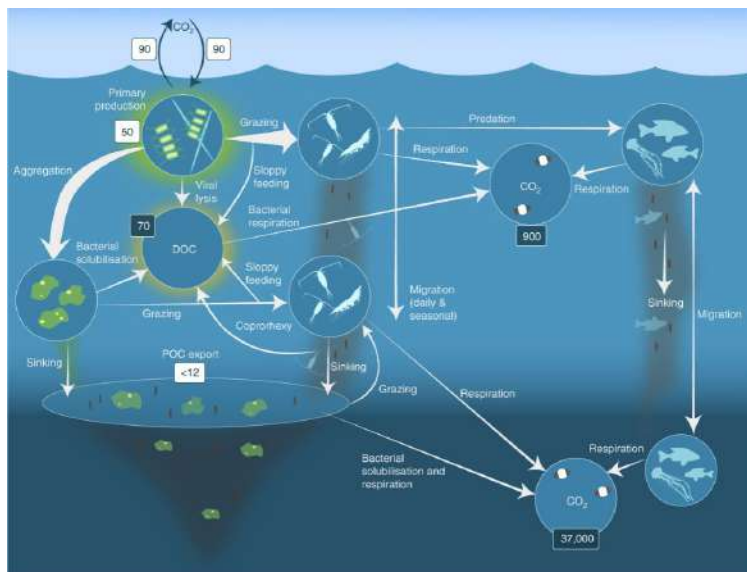 CO₂
90
90
Primary
production
50
Grazing
Predation
Aggregation
Sloppy
feeding
Viral
lysis
Respiration
Respiration
CO₂
900
70
DOC
Bacterial
respiration
Bacterial
solubilisation
Sloppy
feeding
Migration
(daily &
seasonal)
Sinking
Migration
Grazing
Coprorhexy
Sinking
POC export
<12
Sinking
Grazing
Respiration
Respiration
Bacterial
solubilisation and
respiration
CO₂
37,000